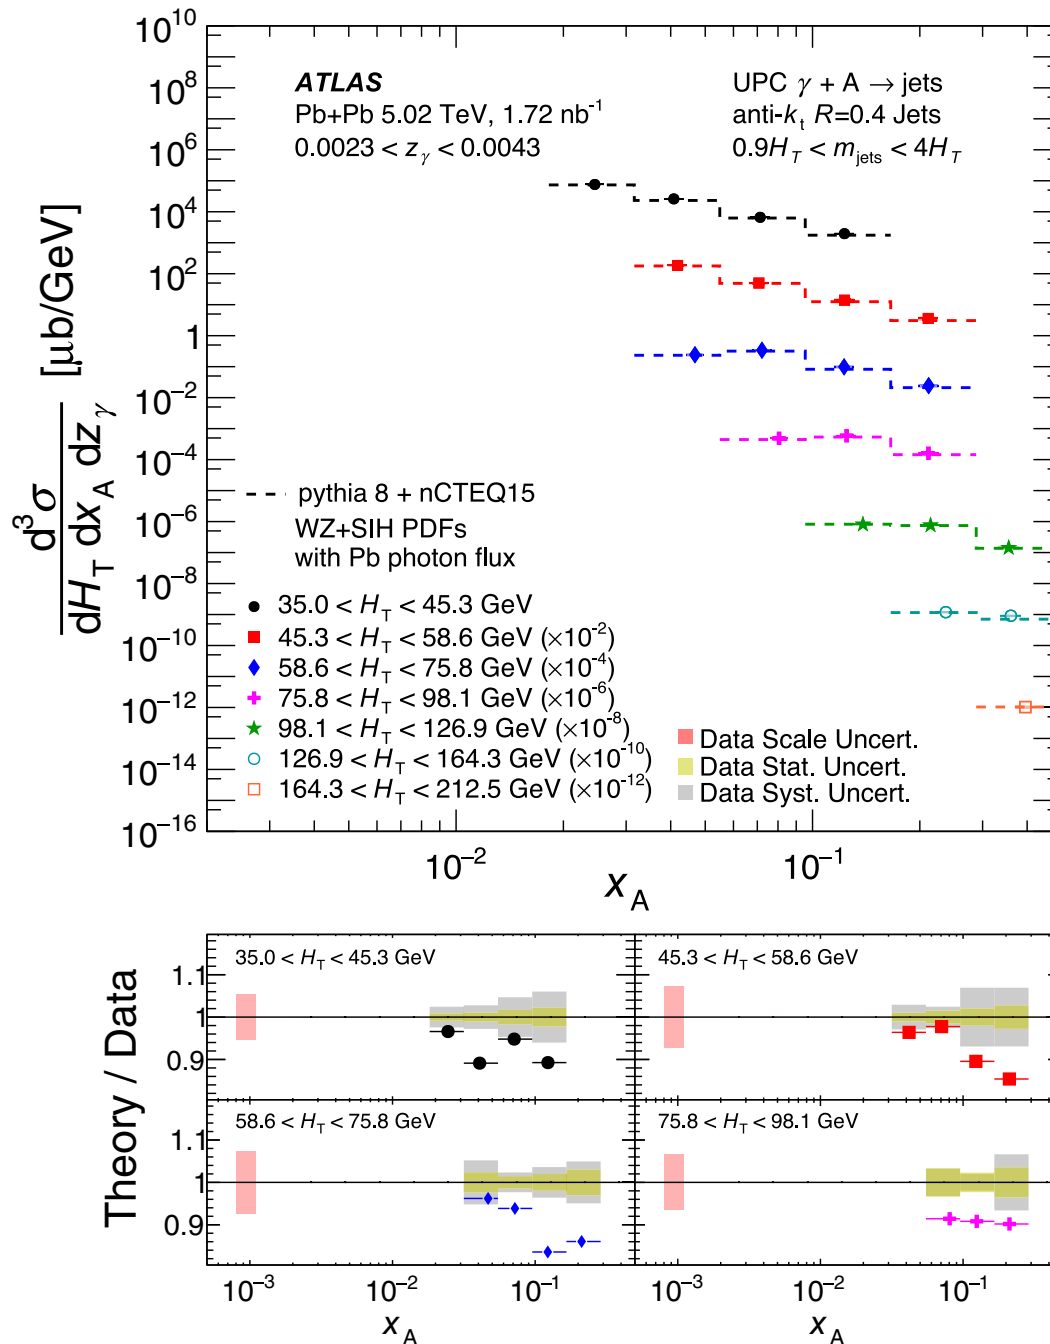 ATLAS
Pb+Pb 5.02 TeV, 1.72 nb⁻¹
0.0023 < z_γ < 0.0043
UPC γ + A → jets
anti-k_t R=0.4 Jets
0.9H_T < m_jets < 4H_T
10¹⁰
10⁸
10⁶
10⁴
10²
1
10⁻²
10⁻⁴
10⁻⁶
10⁻⁸
10⁻¹⁰
10⁻¹²
10⁻¹⁴
10⁻¹⁶
d³σ / dH_T dx_A dz_γ [μb/GeV]
pythia 8 + nCTEQ15
WZ+SIH PDFs
with Pb photon flux
35.0 < H_T < 45.3 GeV
45.3 < H_T < 58.6 GeV (×10⁻²)
58.6 < H_T < 75.8 GeV (×10⁻⁴)
75.8 < H_T < 98.1 GeV (×10⁻⁶)
98.1 < H_T < 126.9 GeV (×10⁻⁸)
126.9 < H_T < 164.3 GeV (×10⁻¹⁰)
164.3 < H_T < 212.5 GeV (×10⁻¹²)
Data Scale Uncert.
Data Stat. Uncert.
Data Syst. Uncert.
10⁻² 10⁻¹
x_A
Theory / Data
35.0 < H_T < 45.3 GeV
45.3 < H_T < 58.6 GeV
1.1
1
0.9
58.6 < H_T < 75.8 GeV
75.8 < H_T < 98.1 GeV
1.1
1
0.9
10⁻³ 10⁻² 10⁻¹ 10⁻³ 10⁻² 10⁻¹
x_A x_A